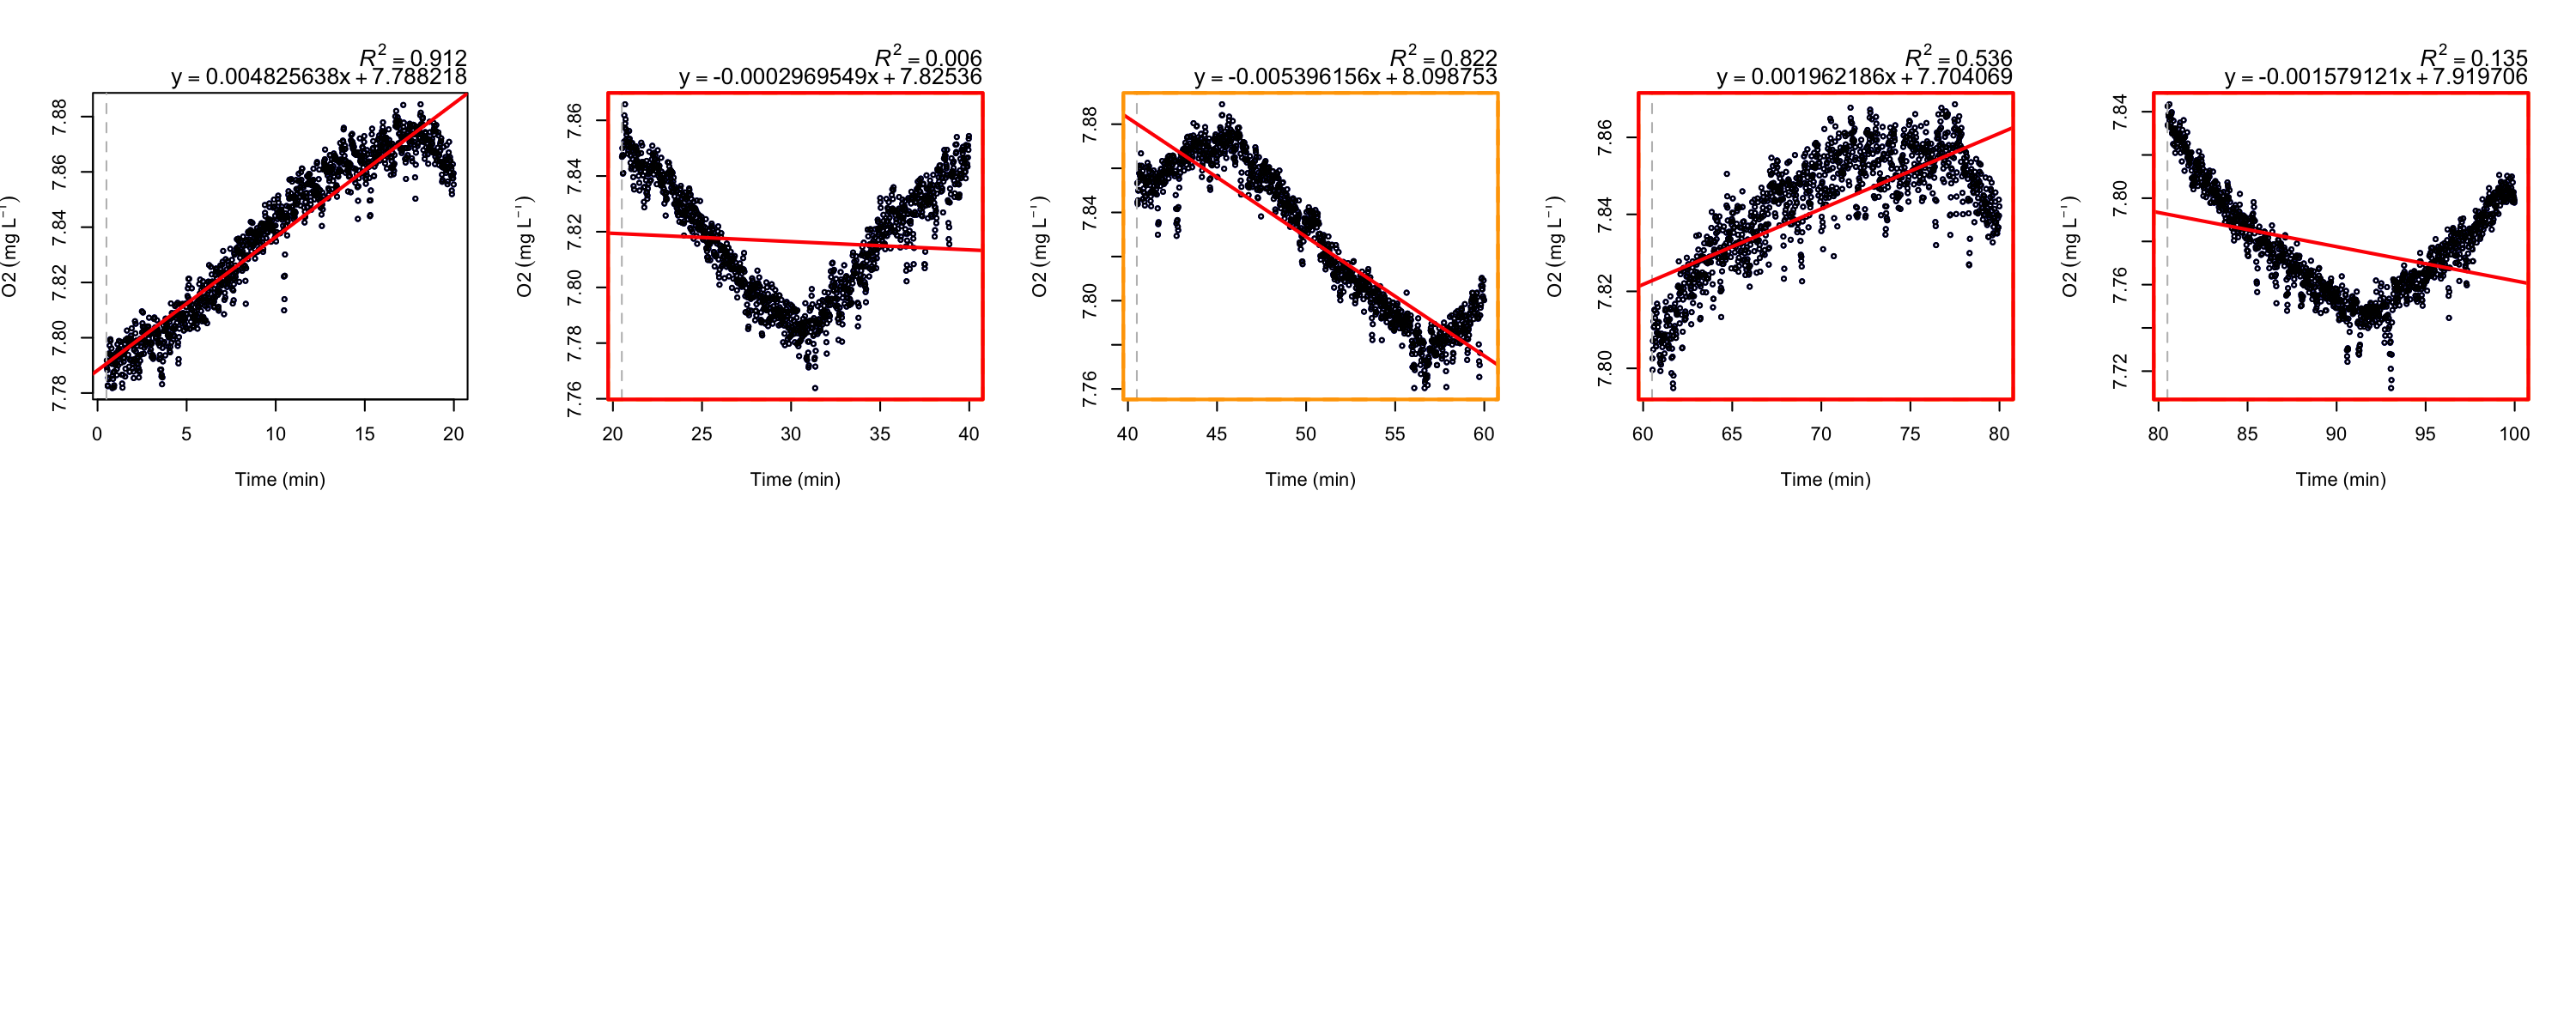 R² = 0.912
y = 0.004825638x + 7.788218
O2 (mg L⁻¹)
7.78 7.80 7.82 7.84 7.86 7.88
0 5 10 15 20
Time (min)
R² = 0.006
y = -0.0002969549x + 7.82536
O2 (mg L⁻¹)
7.76 7.78 7.80 7.82 7.84 7.86
20 25 30 35 40
Time (min)
R² = 0.822
y = -0.005396156x + 8.098753
O2 (mg L⁻¹)
7.76 7.80 7.84 7.88
40 45 50 55 60
Time (min)
R² = 0.536
y = 0.001962186x + 7.704069
O2 (mg L⁻¹)
7.80 7.82 7.84 7.86
60 65 70 75 80
Time (min)
R² = 0.135
y = -0.001579121x + 7.919706
O2 (mg L⁻¹)
7.72 7.76 7.80 7.84
80 85 90 95 100
Time (min)